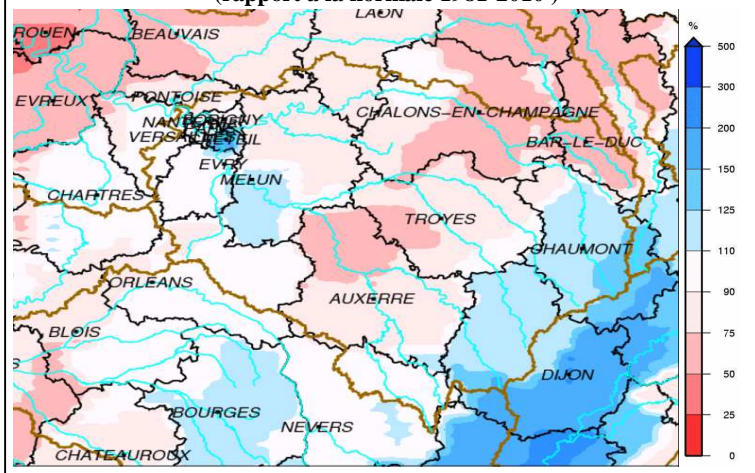 (rapport à la normale 1981-2010 )
LAON
ROUEN
BEAUVAIS
%
500
EVREUX
PONTOISE
300
CHALONS-EN-CHAMPAGNE
BOBIGNY
200
BAR-LE-DUC
EVRY
150
MELUN
CHARTRES
125
TROYES
CHAUMONT
110
ORLEANS
90
AUXERRE
BLOIS
75
DIJON
50
BOURGES
NEVERS
25
CHATEAUROUX
0